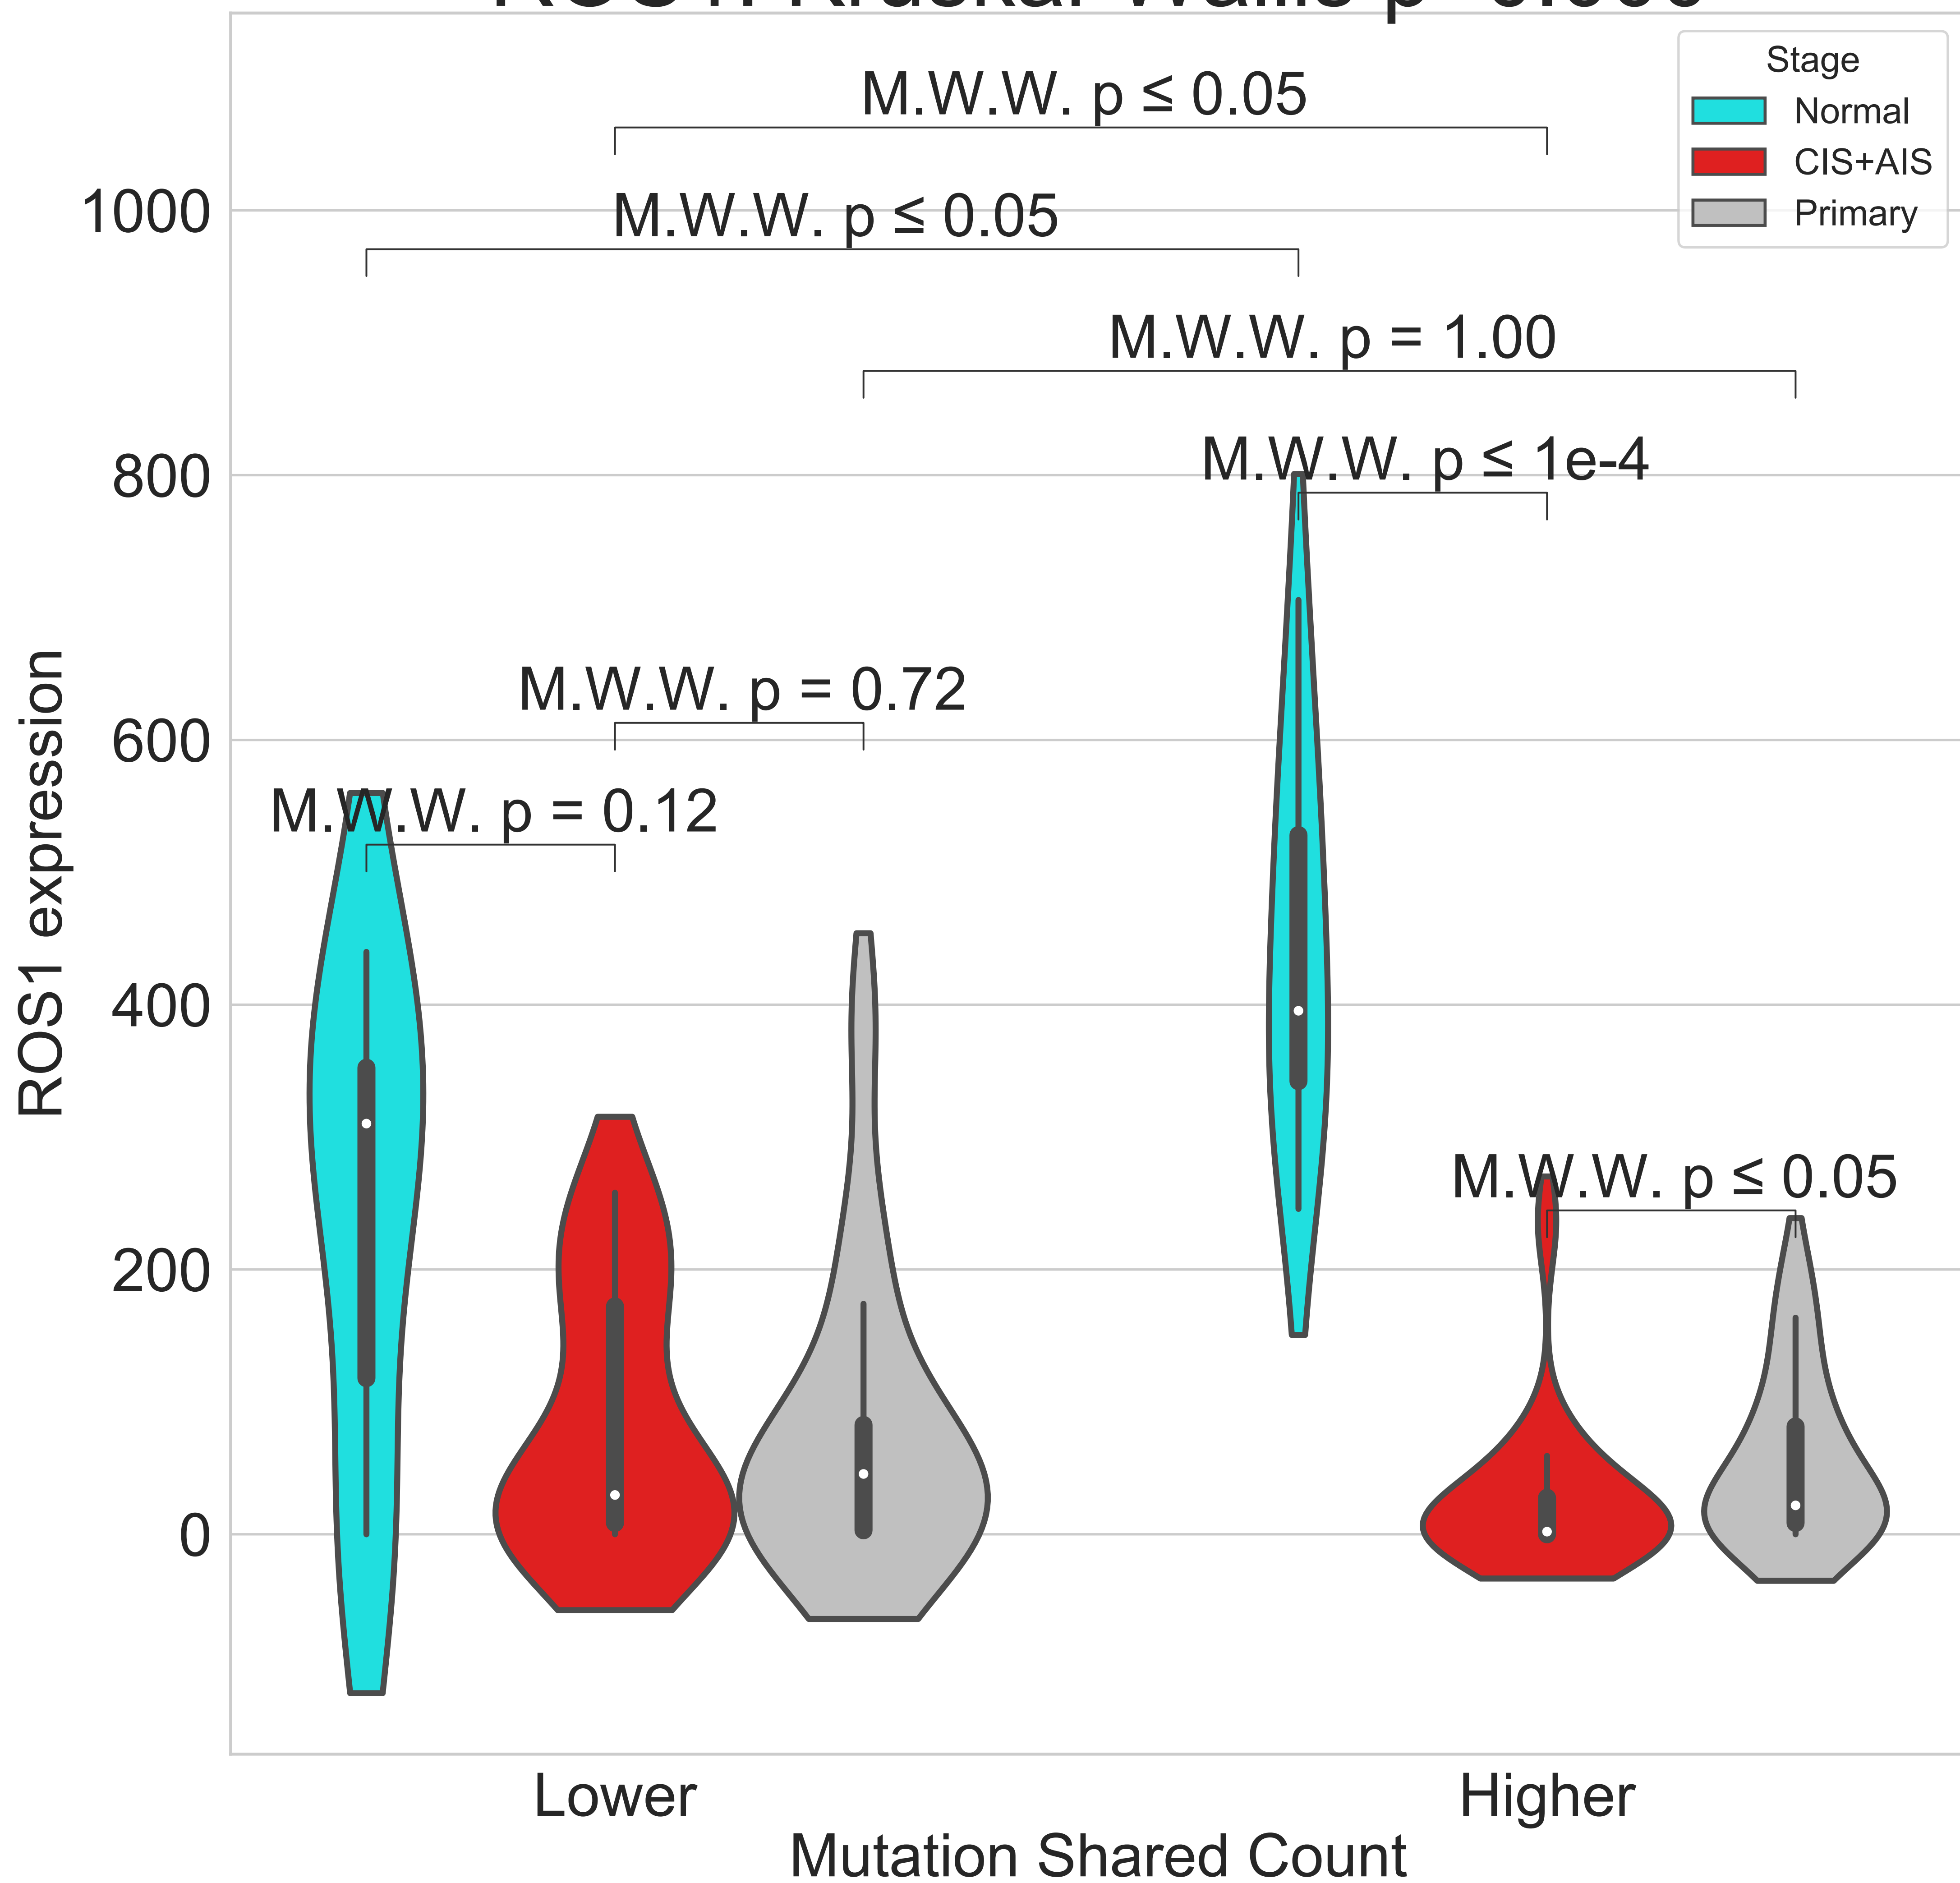 Stage
Normal
CIS+AIS
Primary
M.W.W. p ≤ 0.05
M.W.W. p ≤ 0.05
M.W.W. p = 1.00
M.W.W. p ≤ 1e-4
M.W.W. p = 0.72
M.W.W. p = 0.12
M.W.W. p ≤ 0.05
1000
800
600
400
200
0
ROS1 expression
Lower
Higher
Mutation Shared Count